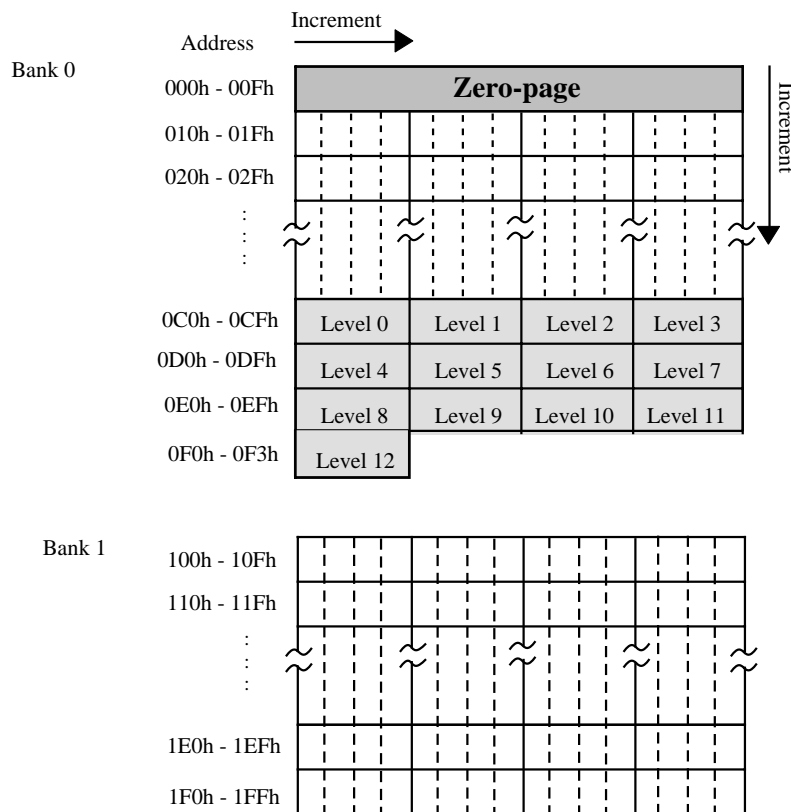 Increment
Address
Bank 0
000h - 00Fh
Zero-page
Increment
010h - 01Fh
020h - 02Fh
0C0h - 0CFh
Level 0 Level 1 Level 2 Level 3
0D0h - 0DFh
Level 4 Level 5 Level 6 Level 7
0E0h - 0EFh
Level 8 Level 9 Level 10 Level 11
0F0h - 0F3h
Level 12
Bank 1
100h - 10Fh
110h - 11Fh
1E0h - 1EFh
1F0h - 1FFh